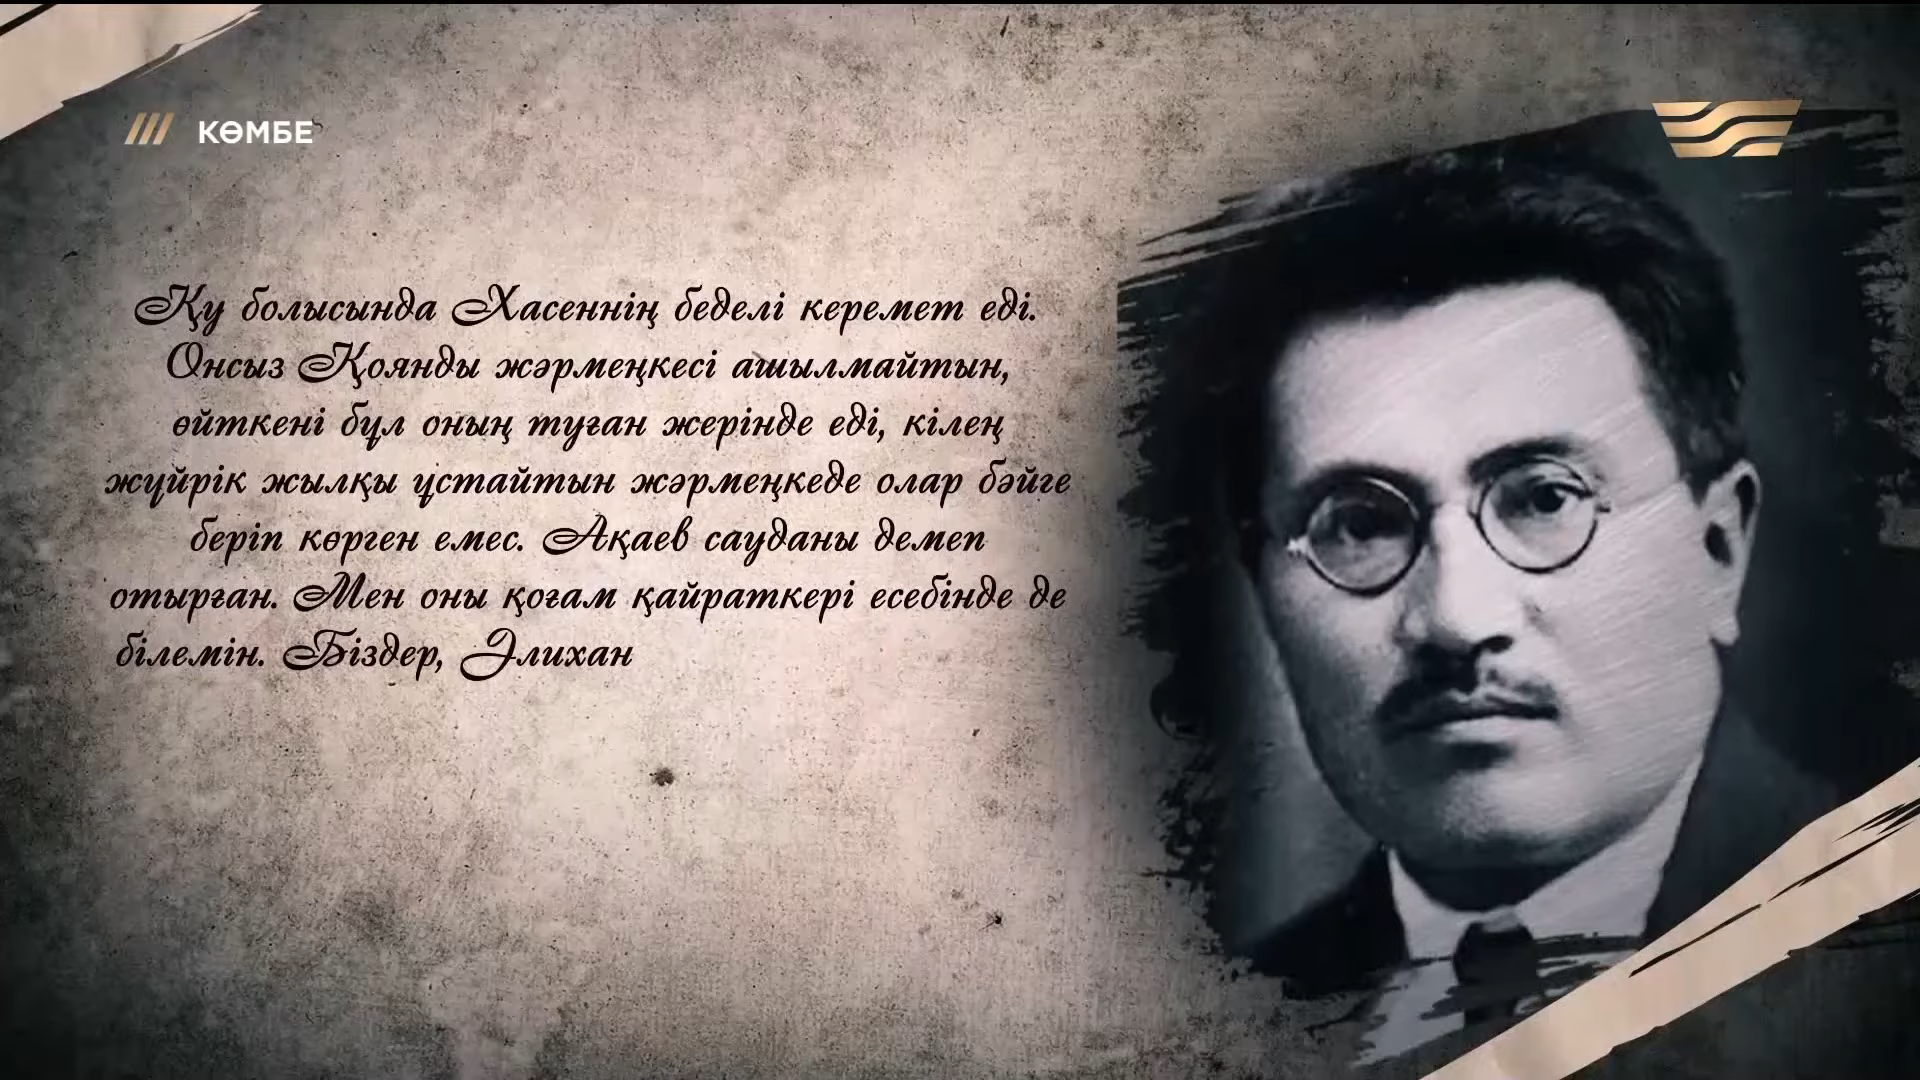 КӨМБЕ
Қу болысында Хасеннің беделі керемет еді.
Онсыз Қоянды жәрмеңкесі ашылмайтын,
өйткені бұл оның туған жерінде еді, кілең
жүйрік жылқы ұстайтын жәрмеңкеде олар бәйге
беріп көрген емес. Ақаев сауданы демеп
отырған. Мен оны қоғам қайраткері есебінде де
білемін. Біздер, Әлихан